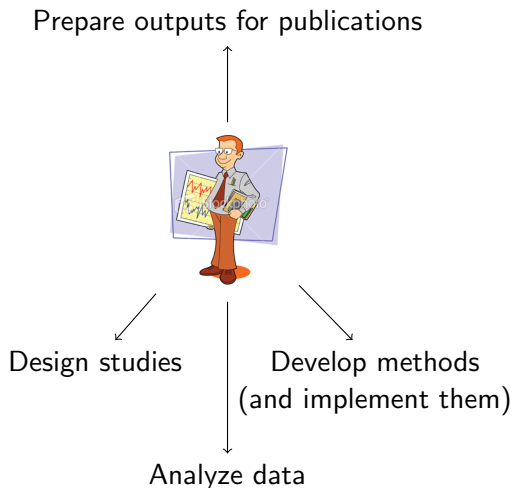 Prepare outputs for publications
Design studies
Develop methods
(and implement them)
Analyze data